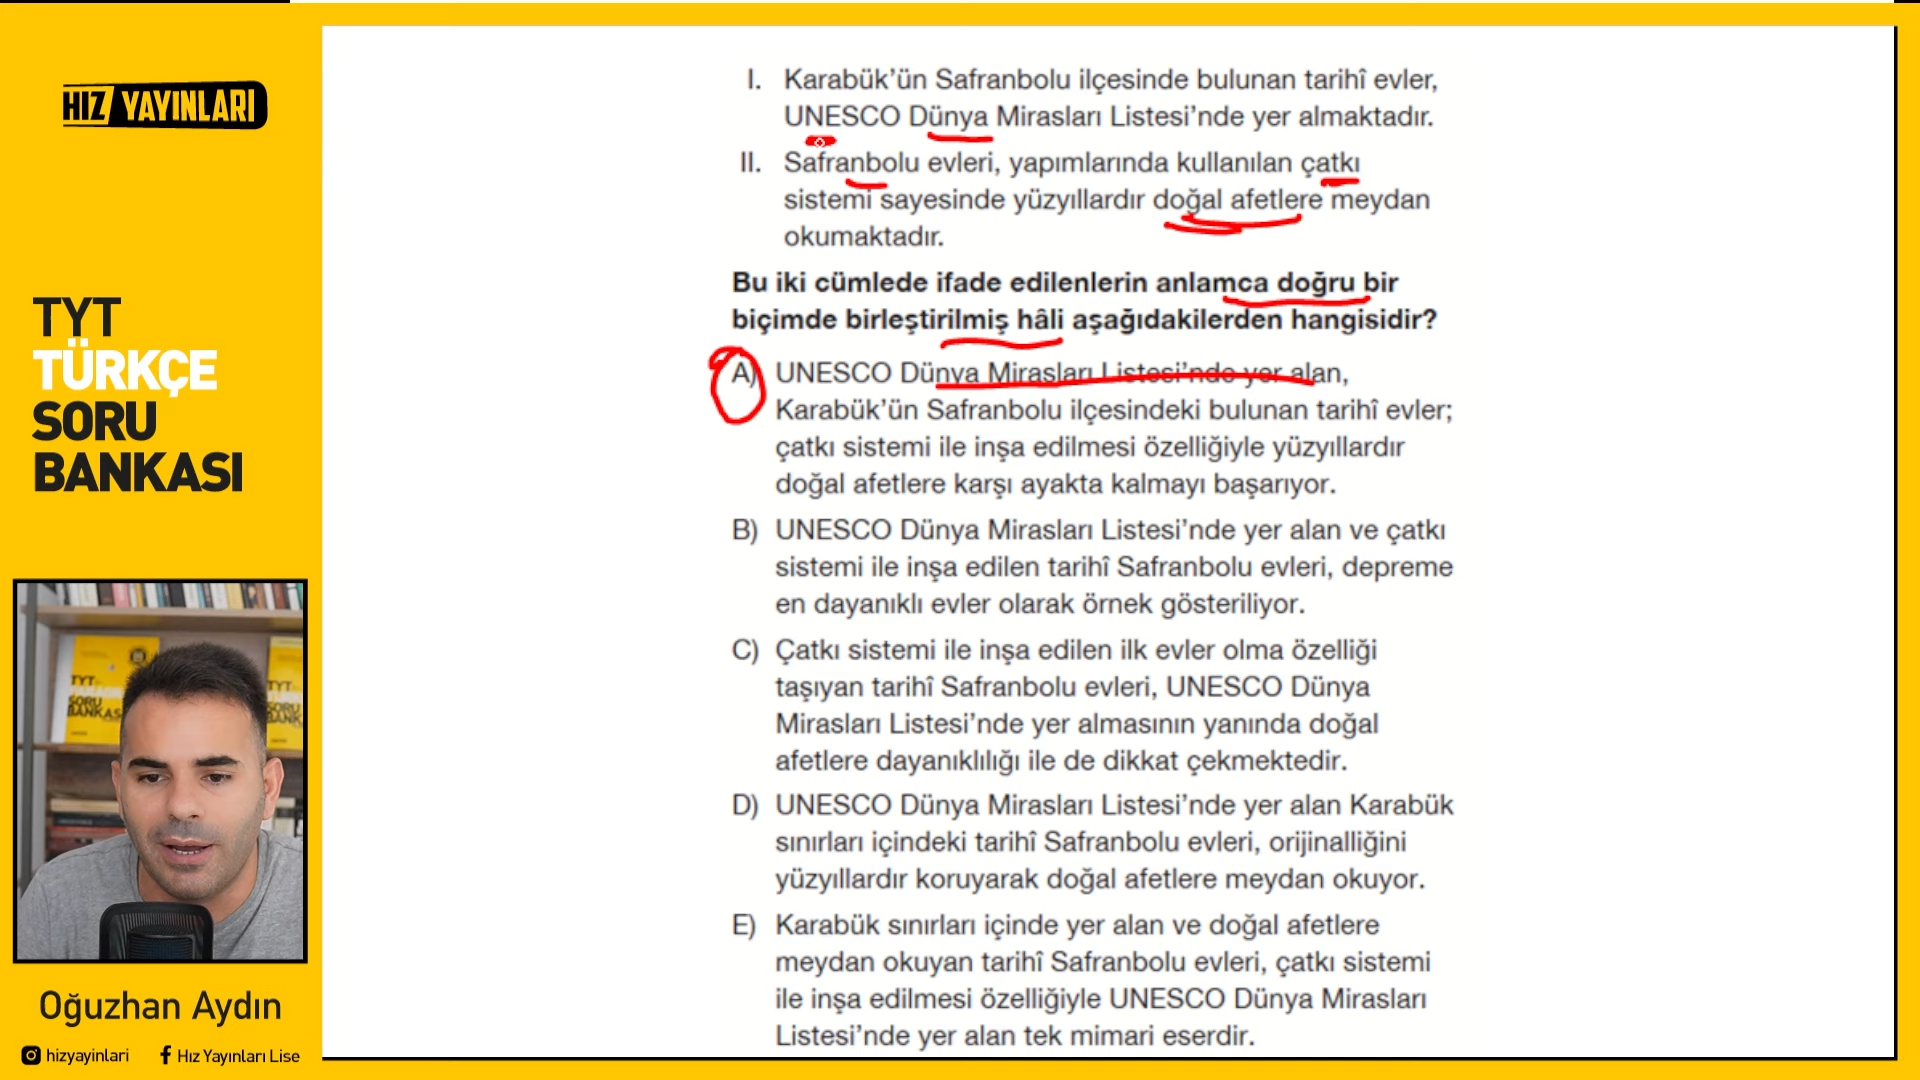 HIZ YAYINLARI
TYT
TÜRKÇE
SORU
BANKASI
I. Karabük'ün Safranbolu ilçesinde bulunan tarihî evler,
UNESCO Dünya Mirasları Listesi'nde yer almaktadır.
II. Safranbolu evleri, yapımlarında kullanılan çatkı
sistemi sayesinde yüzyıllardır doğal afetlere meydan
okumaktadır.
Bu iki cümlede ifade edilenlerin anlamca doğru bir
biçimde birleştirilmiş hâli aşağıdakilerden hangisidir?
A) UNESCO Dünya Mirasları Listesi'nde yer alan,
Karabük'ün Safranbolu ilçesindeki bulunan tarihî evler;
çatkı sistemi ile inşa edilmesi özelliğiyle yüzyıllardır
doğal afetlere karşı ayakta kalmayı başarıyor.
B) UNESCO Dünya Mirasları Listesi'nde yer alan ve çatkı
sistemi ile inşa edilen tarihî Safranbolu evleri, depreme
en dayanıklı evler olarak örnek gösteriliyor.
C) Çatkı sistemi ile inşa edilen ilk evler olma özelliği
taşıyan tarihî Safranbolu evleri, UNESCO Dünya
Mirasları Listesi'nde yer almasının yanında doğal
afetlere dayanıklılığı ile de dikkat çekmektedir.
D) UNESCO Dünya Mirasları Listesi'nde yer alan Karabük
sınırları içindeki tarihî Safranbolu evleri, orijinalliğini
yüzyıllardır koruyarak doğal afetlere meydan okuyor.
E) Karabük sınırları içinde yer alan ve doğal afetlere
meydan okuyan tarihî Safranbolu evleri, çatkı sistemi
ile inşa edilmesi özelliğiyle UNESCO Dünya Mirasları
Listesi'nde yer alan tek mimari eserdir.
TYT
SORU
BANKASI
TYT
SORU
Oğuzhan Aydın
hizyayinlari
Hız Yayınları Lise